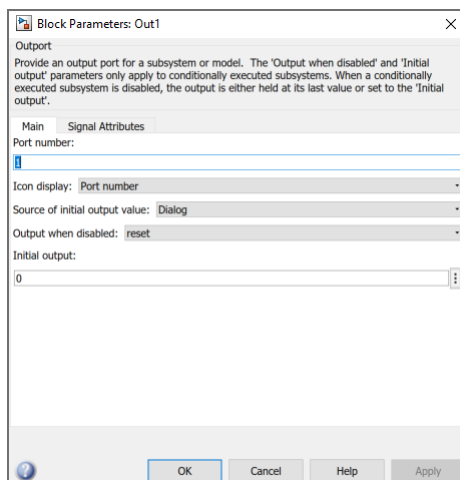 Block Parameters: Out1
Outport
Provide an output port for a subsystem or model. The 'Output when disabled' and 'Initial
output' parameters only apply to conditionally executed subsystems. When a conditionally
executed subsystem is disabled, the output is either held at its last value or set to the 'Initial
output'.
Main Signal Attributes
Port number:
1
Icon display: Port number
Source of initial output value: Dialog
Output when disabled: reset
Initial output:
0
OK Cancel Help Apply